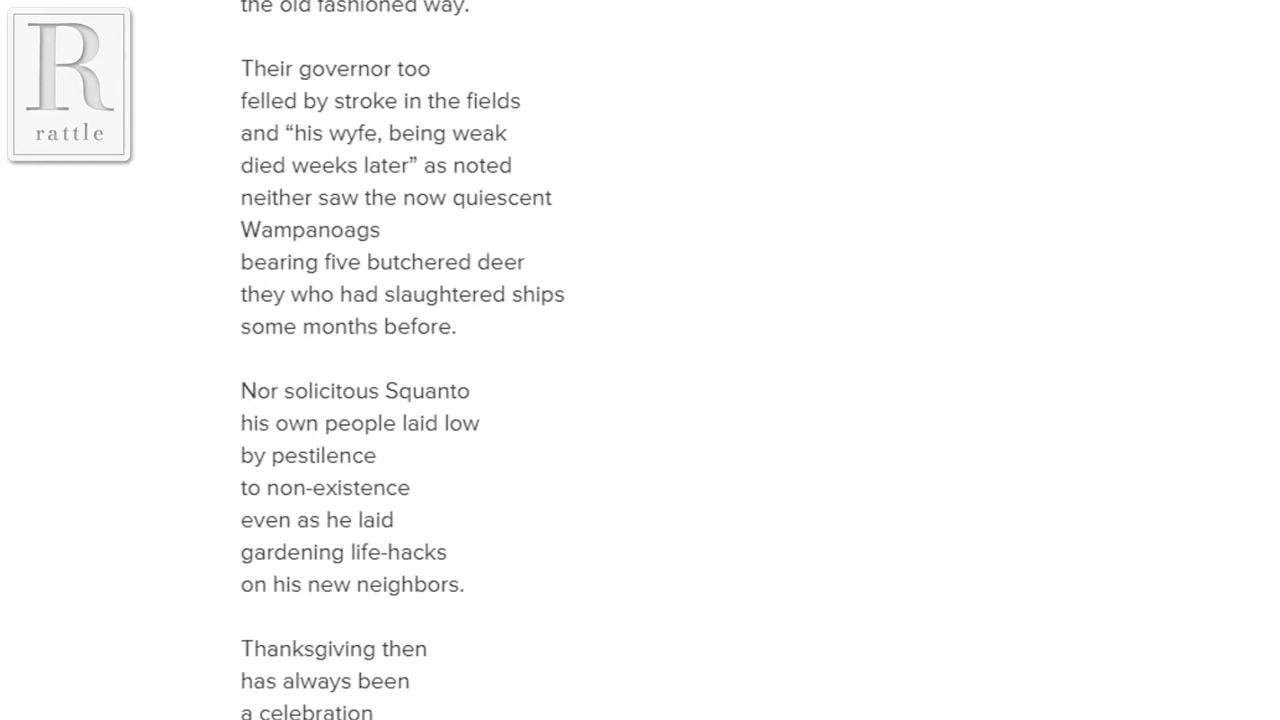 R
rattle
the old fashioned way.
Their governor too
felled by stroke in the fields
and “his wyfe, being weak
died weeks later” as noted
neither saw the now quiescent
Wampanoags
bearing five butchered deer
they who had slaughtered ships
some months before.
Nor solicitous Squanto
his own people laid low
by pestilence
to non-existence
even as he laid
gardening life-hacks
on his new neighbors.
Thanksgiving then
has always been
a celebration